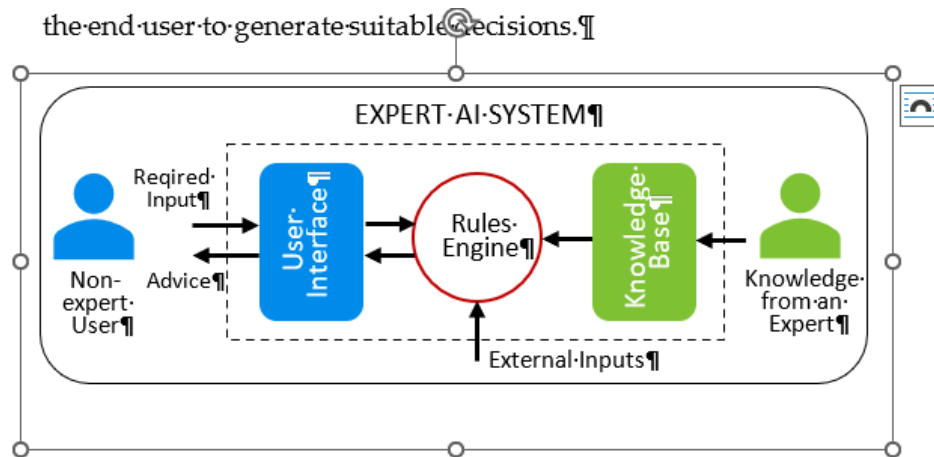 the·end·user·to·generate·suitable·decisions.¶
EXPERT·AI·SYSTEM¶
Reqired·
Input¶
Advice¶
Non-
expert·
User¶
User·
Interface¶
Rules·
Engine¶
Knowledge·
Base¶
Knowledge·
from·an·
Expert¶
External·Inputs¶